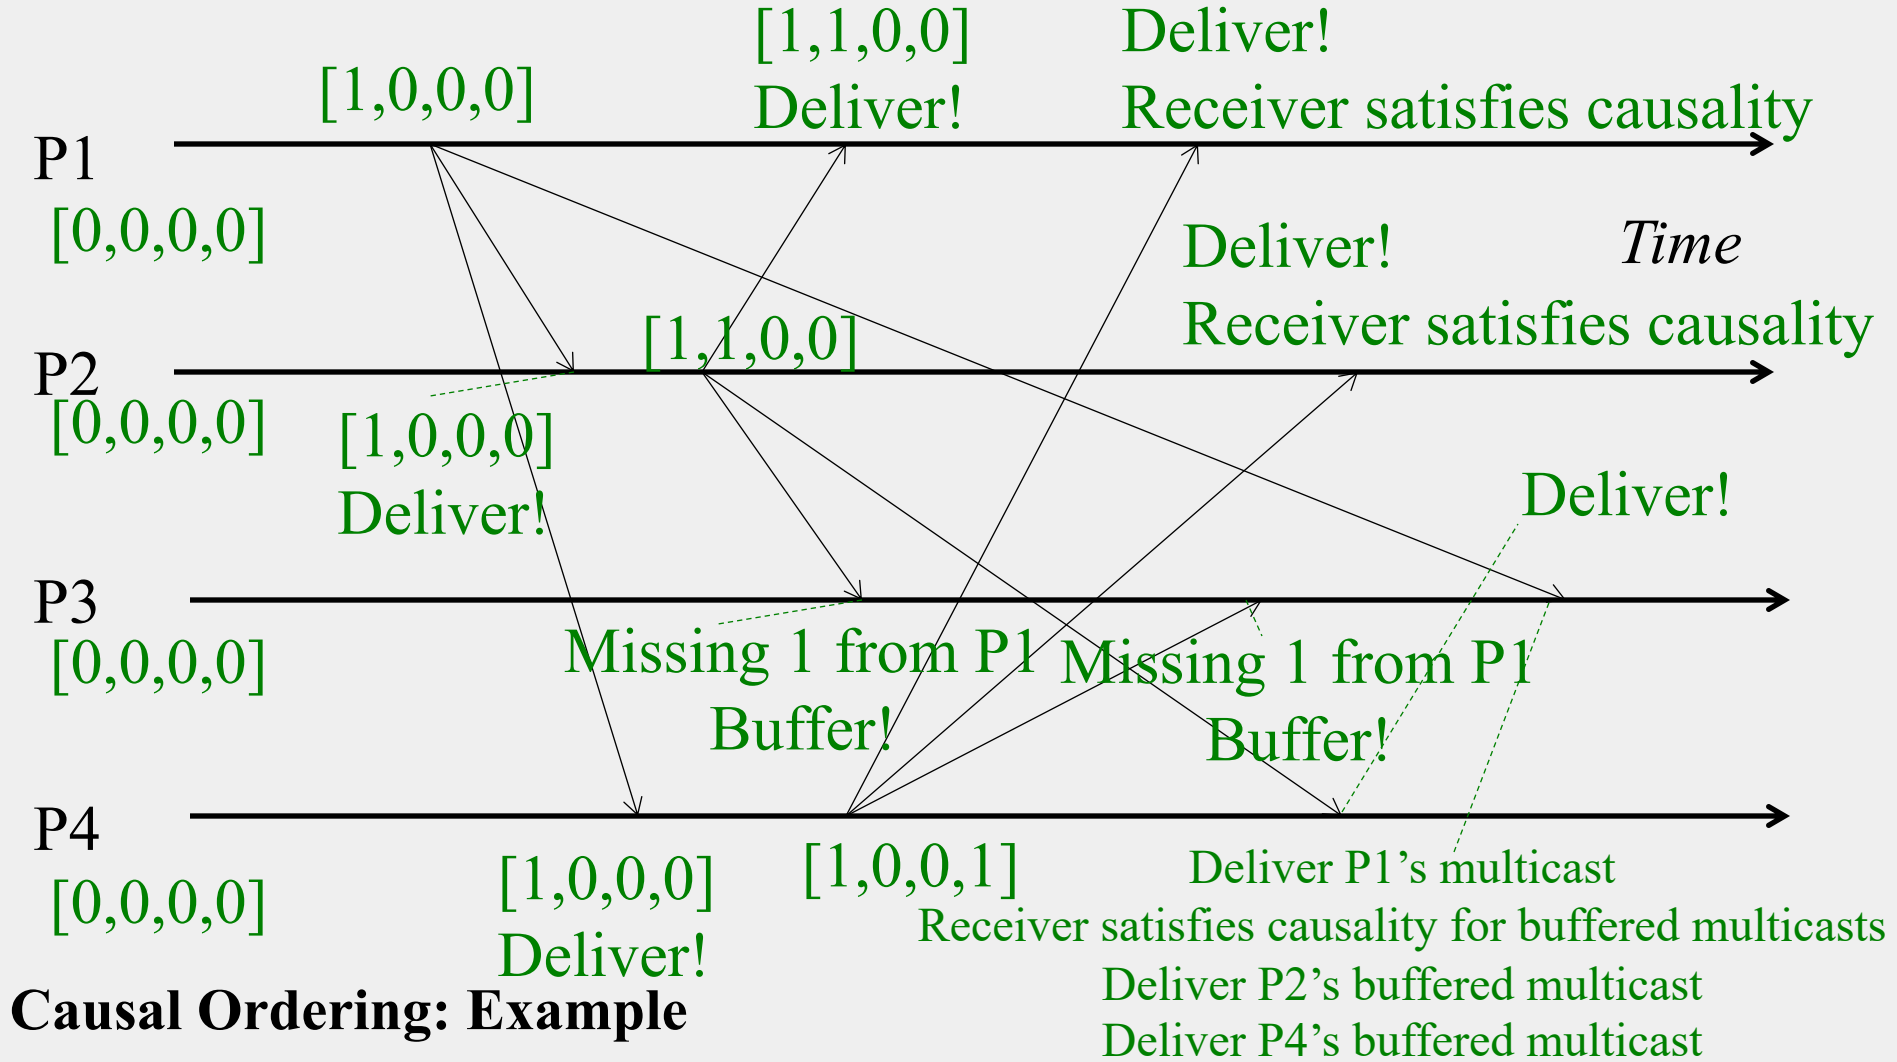 [1,1,0,0]
Deliver!
Deliver!
Receiver satisfies causality
[1,0,0,0]
P1
[0,0,0,0]
Time
Deliver!
Receiver satisfies causality
[1,1,0,0]
P2
[0,0,0,0]
[1,0,0,0]
Deliver!
Deliver!
P3
[0,0,0,0]
Missing 1 from P1
Buffer!
Missing 1 from P1
Buffer!
P4
[0,0,0,0]
[1,0,0,0]
Deliver!
[1,0,0,1]
Deliver P1’s multicast
Receiver satisfies causality for buffered multicasts
Deliver P2’s buffered multicast
Deliver P4’s buffered multicast
Causal Ordering: Example